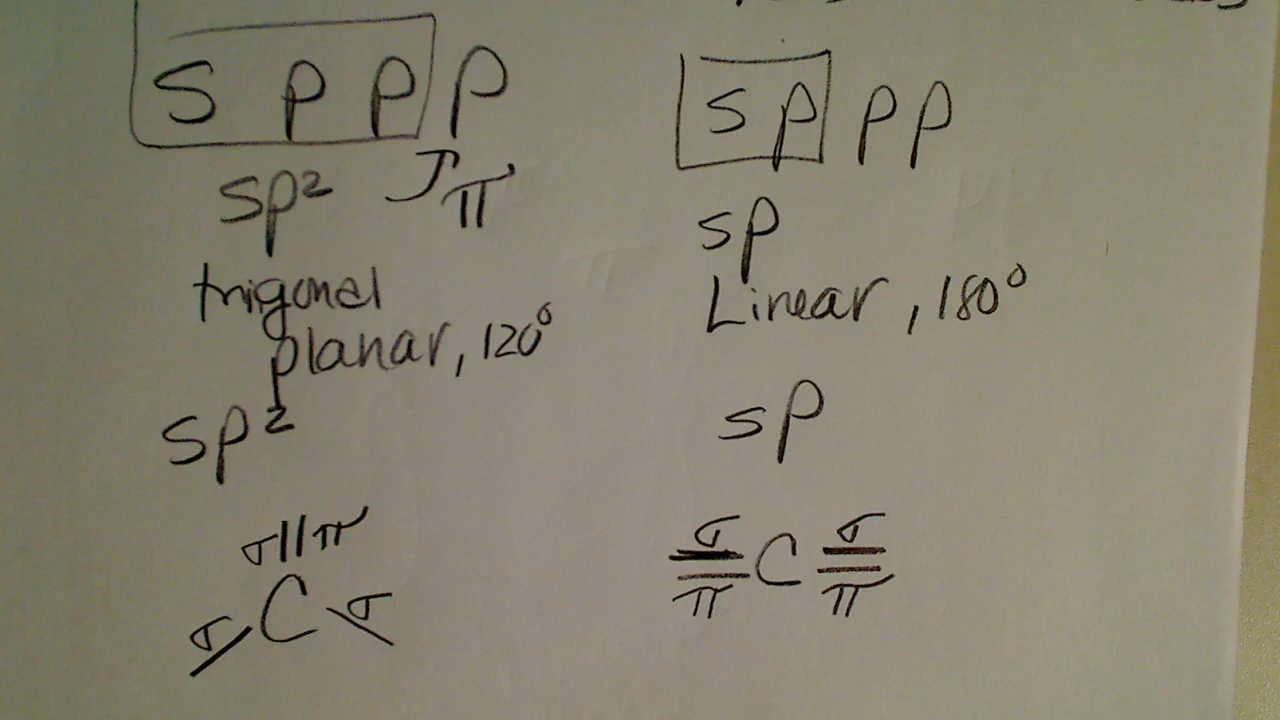 s p p p
sp² π
trigonal
planar, 120°
sp²
σ π
C
σ σ
s p p p
sp
Linear, 180°
sp
σ C σ
π π